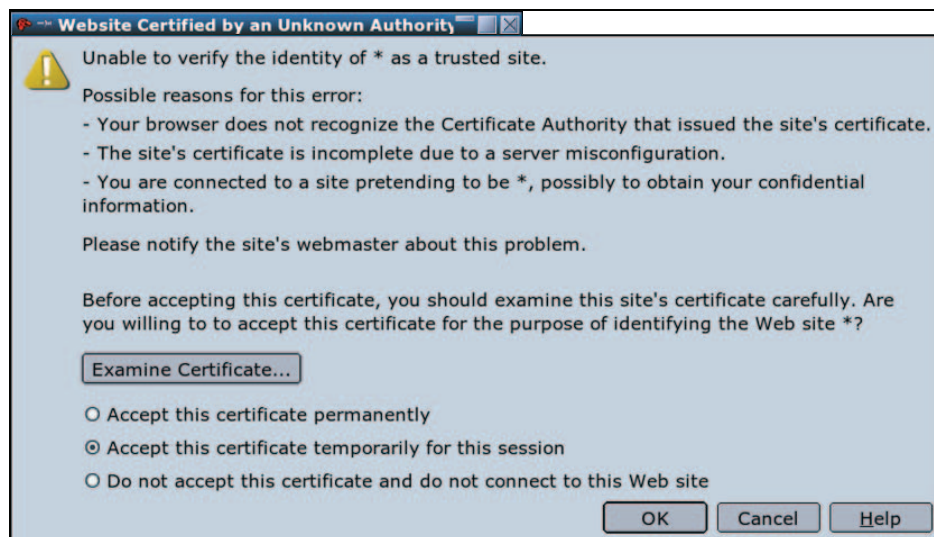 Website Certified by an Unknown Authority
Unable to verify the identity of * as a trusted site.
Possible reasons for this error:
- Your browser does not recognize the Certificate Authority that issued the site's certificate.
- The site's certificate is incomplete due to a server misconfiguration.
- You are connected to a site pretending to be *, possibly to obtain your confidential
information.
Please notify the site's webmaster about this problem.
Before accepting this certificate, you should examine this site's certificate carefully. Are
you willing to to accept this certificate for the purpose of identifying the Web site *?
Examine Certificate...
Accept this certificate permanently
Accept this certificate temporarily for this session
Do not accept this certificate and do not connect to this Web site
OK Cancel Help